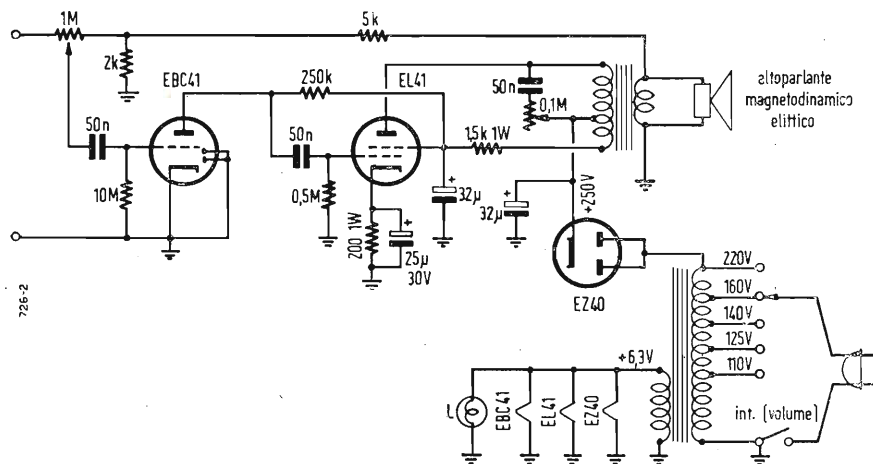 1M
5k
2k
EBC41
250k
EL41
50n
0,1M
altoparlante
magnetodinamico
elittico
50n
50n
1,5k 1W
10M
0,5M
32µ
+
32µ
+
+250V
200 1W
+
25µ
30V
EZ40
220V
160V
140V
125V
110V
726-2
+6,3V
L
EBC41
EL41
EZ40
int. (volume)